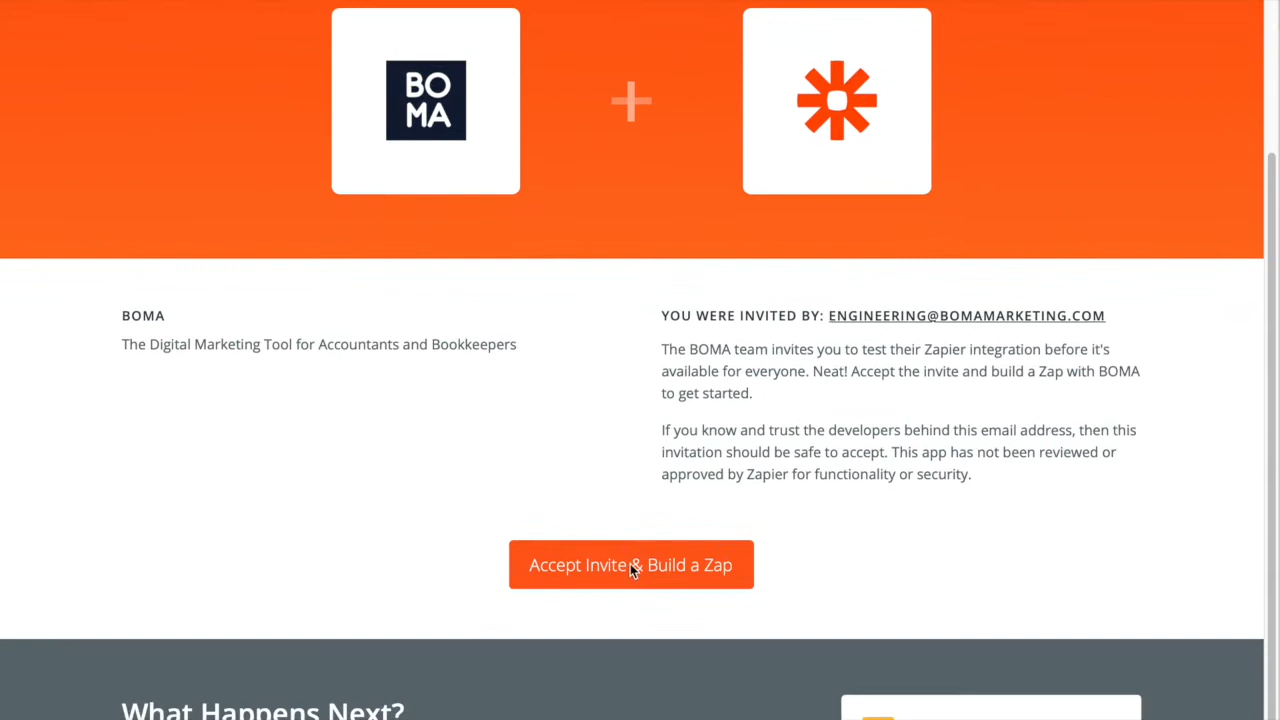 BO
MA
BOMA
The Digital Marketing Tool for Accountants and Bookkeepers
YOU WERE INVITED BY: ENGINEERING@BOMAMARKETING.COM
The BOMA team invites you to test their Zapier integration before it's
available for everyone. Neat! Accept the invite and build a Zap with BOMA
to get started.
If you know and trust the developers behind this email address, then this
invitation should be safe to accept. This app has not been reviewed or
approved by Zapier for functionality or security.
Accept Invite & Build a Zap
What Happens Next?